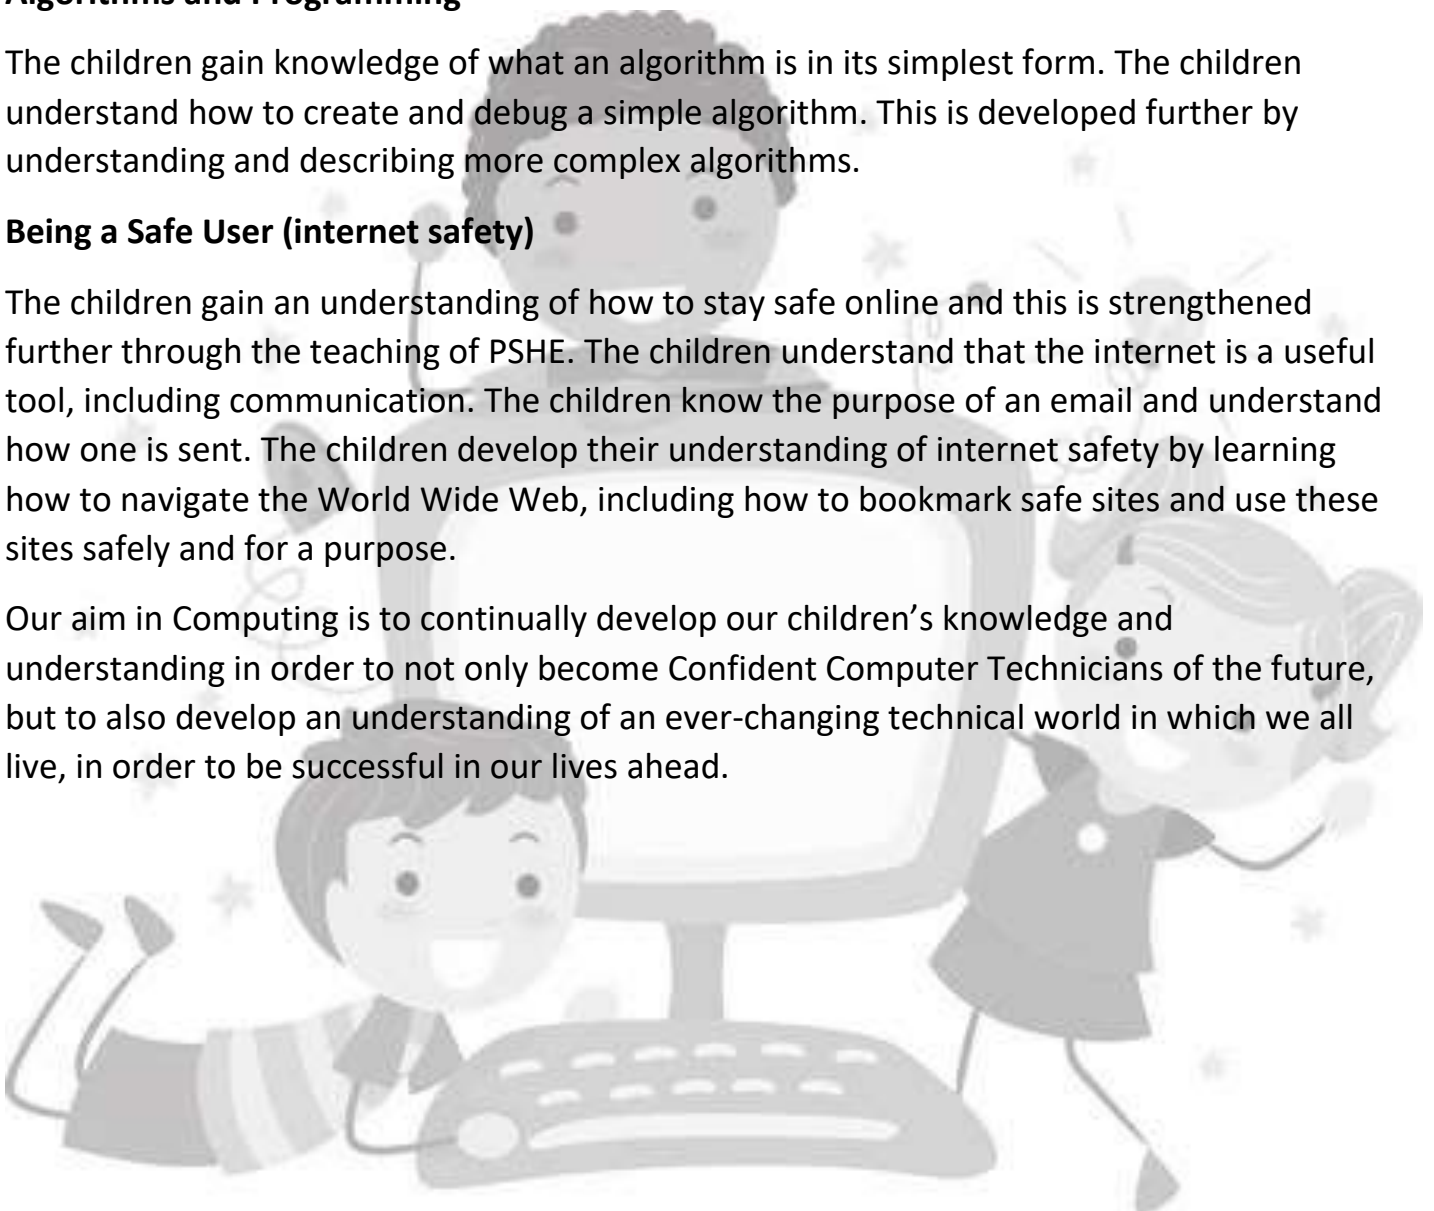 Algorithms and Programming
The children gain knowledge of what an algorithm is in its simplest form. The children
understand how to create and debug a simple algorithm. This is developed further by
understanding and describing more complex algorithms.
Being a Safe User (internet safety)
The children gain an understanding of how to stay safe online and this is strengthened
further through the teaching of PSHE. The children understand that the internet is a useful
tool, including communication. The children know the purpose of an email and understand
how one is sent. The children develop their understanding of internet safety by learning
how to navigate the World Wide Web, including how to bookmark safe sites and use these
sites safely and for a purpose.
Our aim in Computing is to continually develop our children’s knowledge and
understanding in order to not only become Confident Computer Technicians of the future,
but to also develop an understanding of an ever-changing technical world in which we all
live, in order to be successful in our lives ahead.